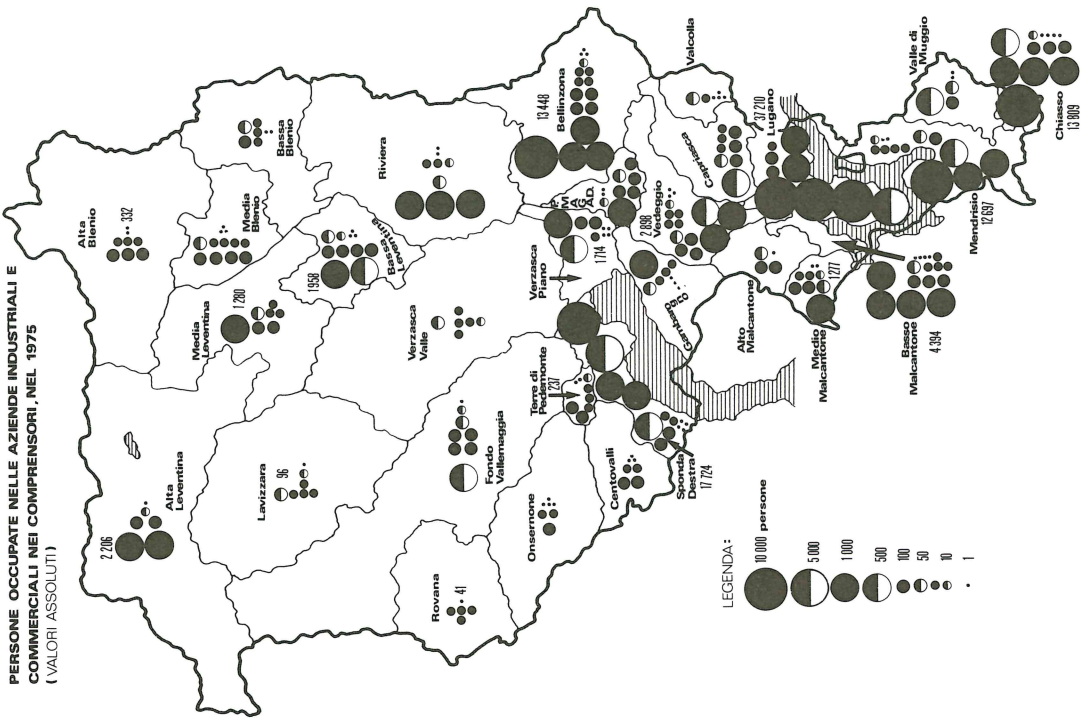 PERSONE OCCUPATE NELLE AZIENDE INDUSTRIALI E
COMMERCIALI NEI COMPRENSORI, NEL 1975
(VALORI ASSOLUTI)
Alta
Blenio
332
2 206
Alta
Leventina
Media
Leventina
1 280
Media
Blenio
Bassa
Blenio
Lavizzara
96
1 958
Bassa
Leventina
Riviera
Verzasca
Valle
Rovana
41
Fondo
Vallemaggia
Onsernone
Centovalli
Terre di
Pedemonte
237
Sponda
Destra
17 724
Verzasca
Piano
1 714
P.
MAGAD.
13 448
Bellinzona
Gambarogno
2 898
Vedeggio
Valcolla
Capriasca
37 210
Lugano
Alto
Malcantone
Medio
Malcantone
1 277
Basso
Malcantone
4 394
Valle di
Muggio
Mendrisio
12 697
Chiasso
13 809
LEGENDA:
10 000 persone
5 000
1 000
500
100
50
10
1